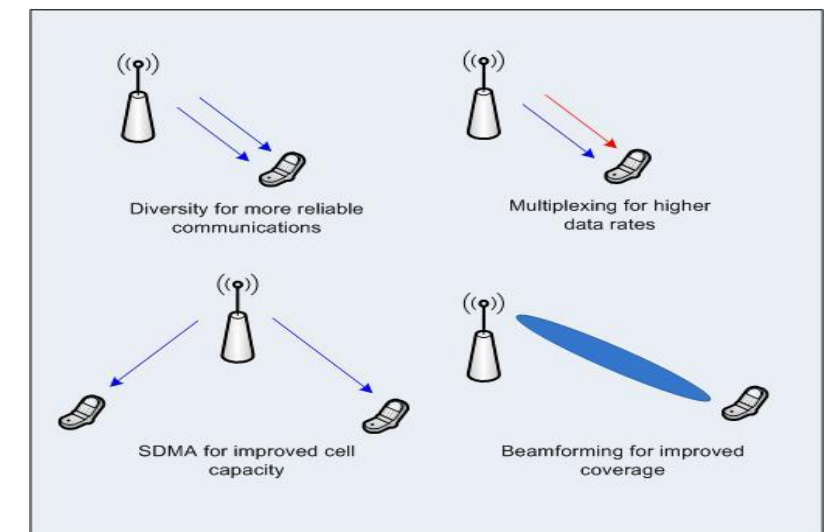 Diversity for more reliable
communications
Multiplexing for higher
data rates
SDMA for improved cell
capacity
Beamforming for improved
coverage